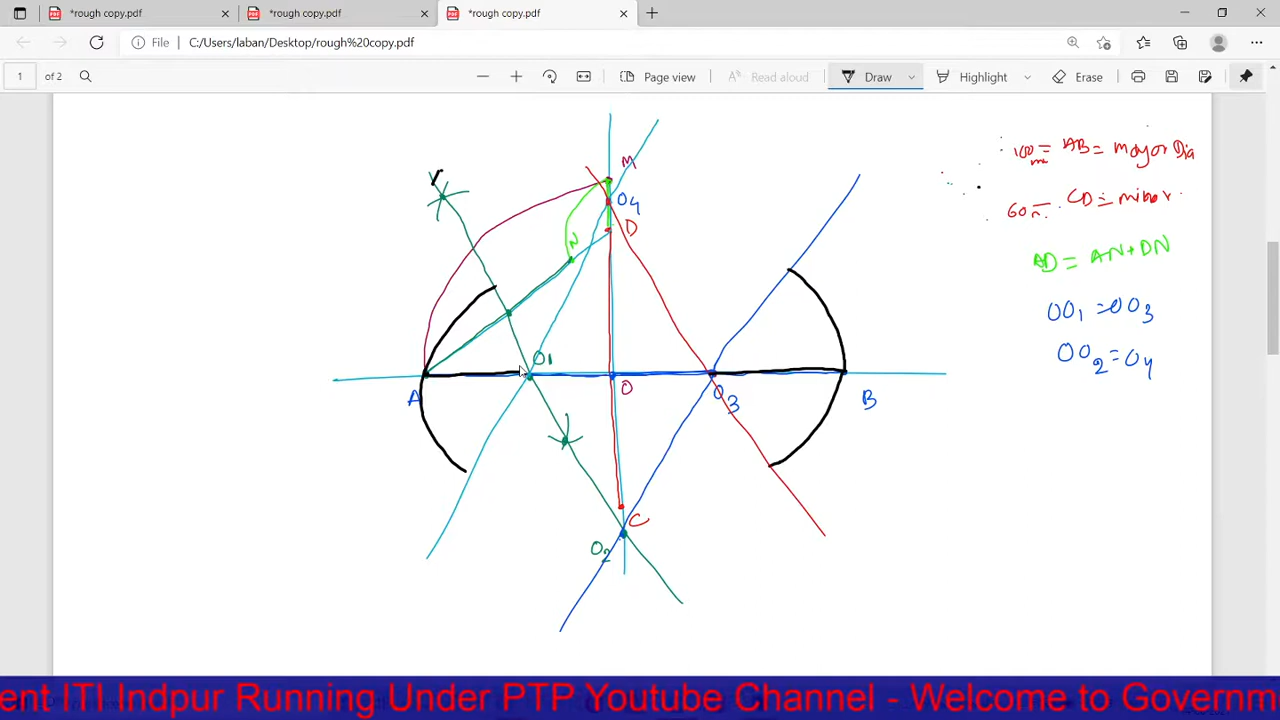 *rough copy.pdf
*rough copy.pdf
*rough copy.pdf
File
C:/Users/laban/Desktop/rough%20copy.pdf
1 of 2
Page view
Read aloud
Draw
Highlight
Erase
M
O4
D
N
O1
A
O
O3
B
C
O2
100 = AB = major Dia
60 = CD = minor
AD = AN+DN
OO1 = OO3
OO2 = O4
ent ITI Indpur Running Under PTP Youtube Channel - Welcome to Governm